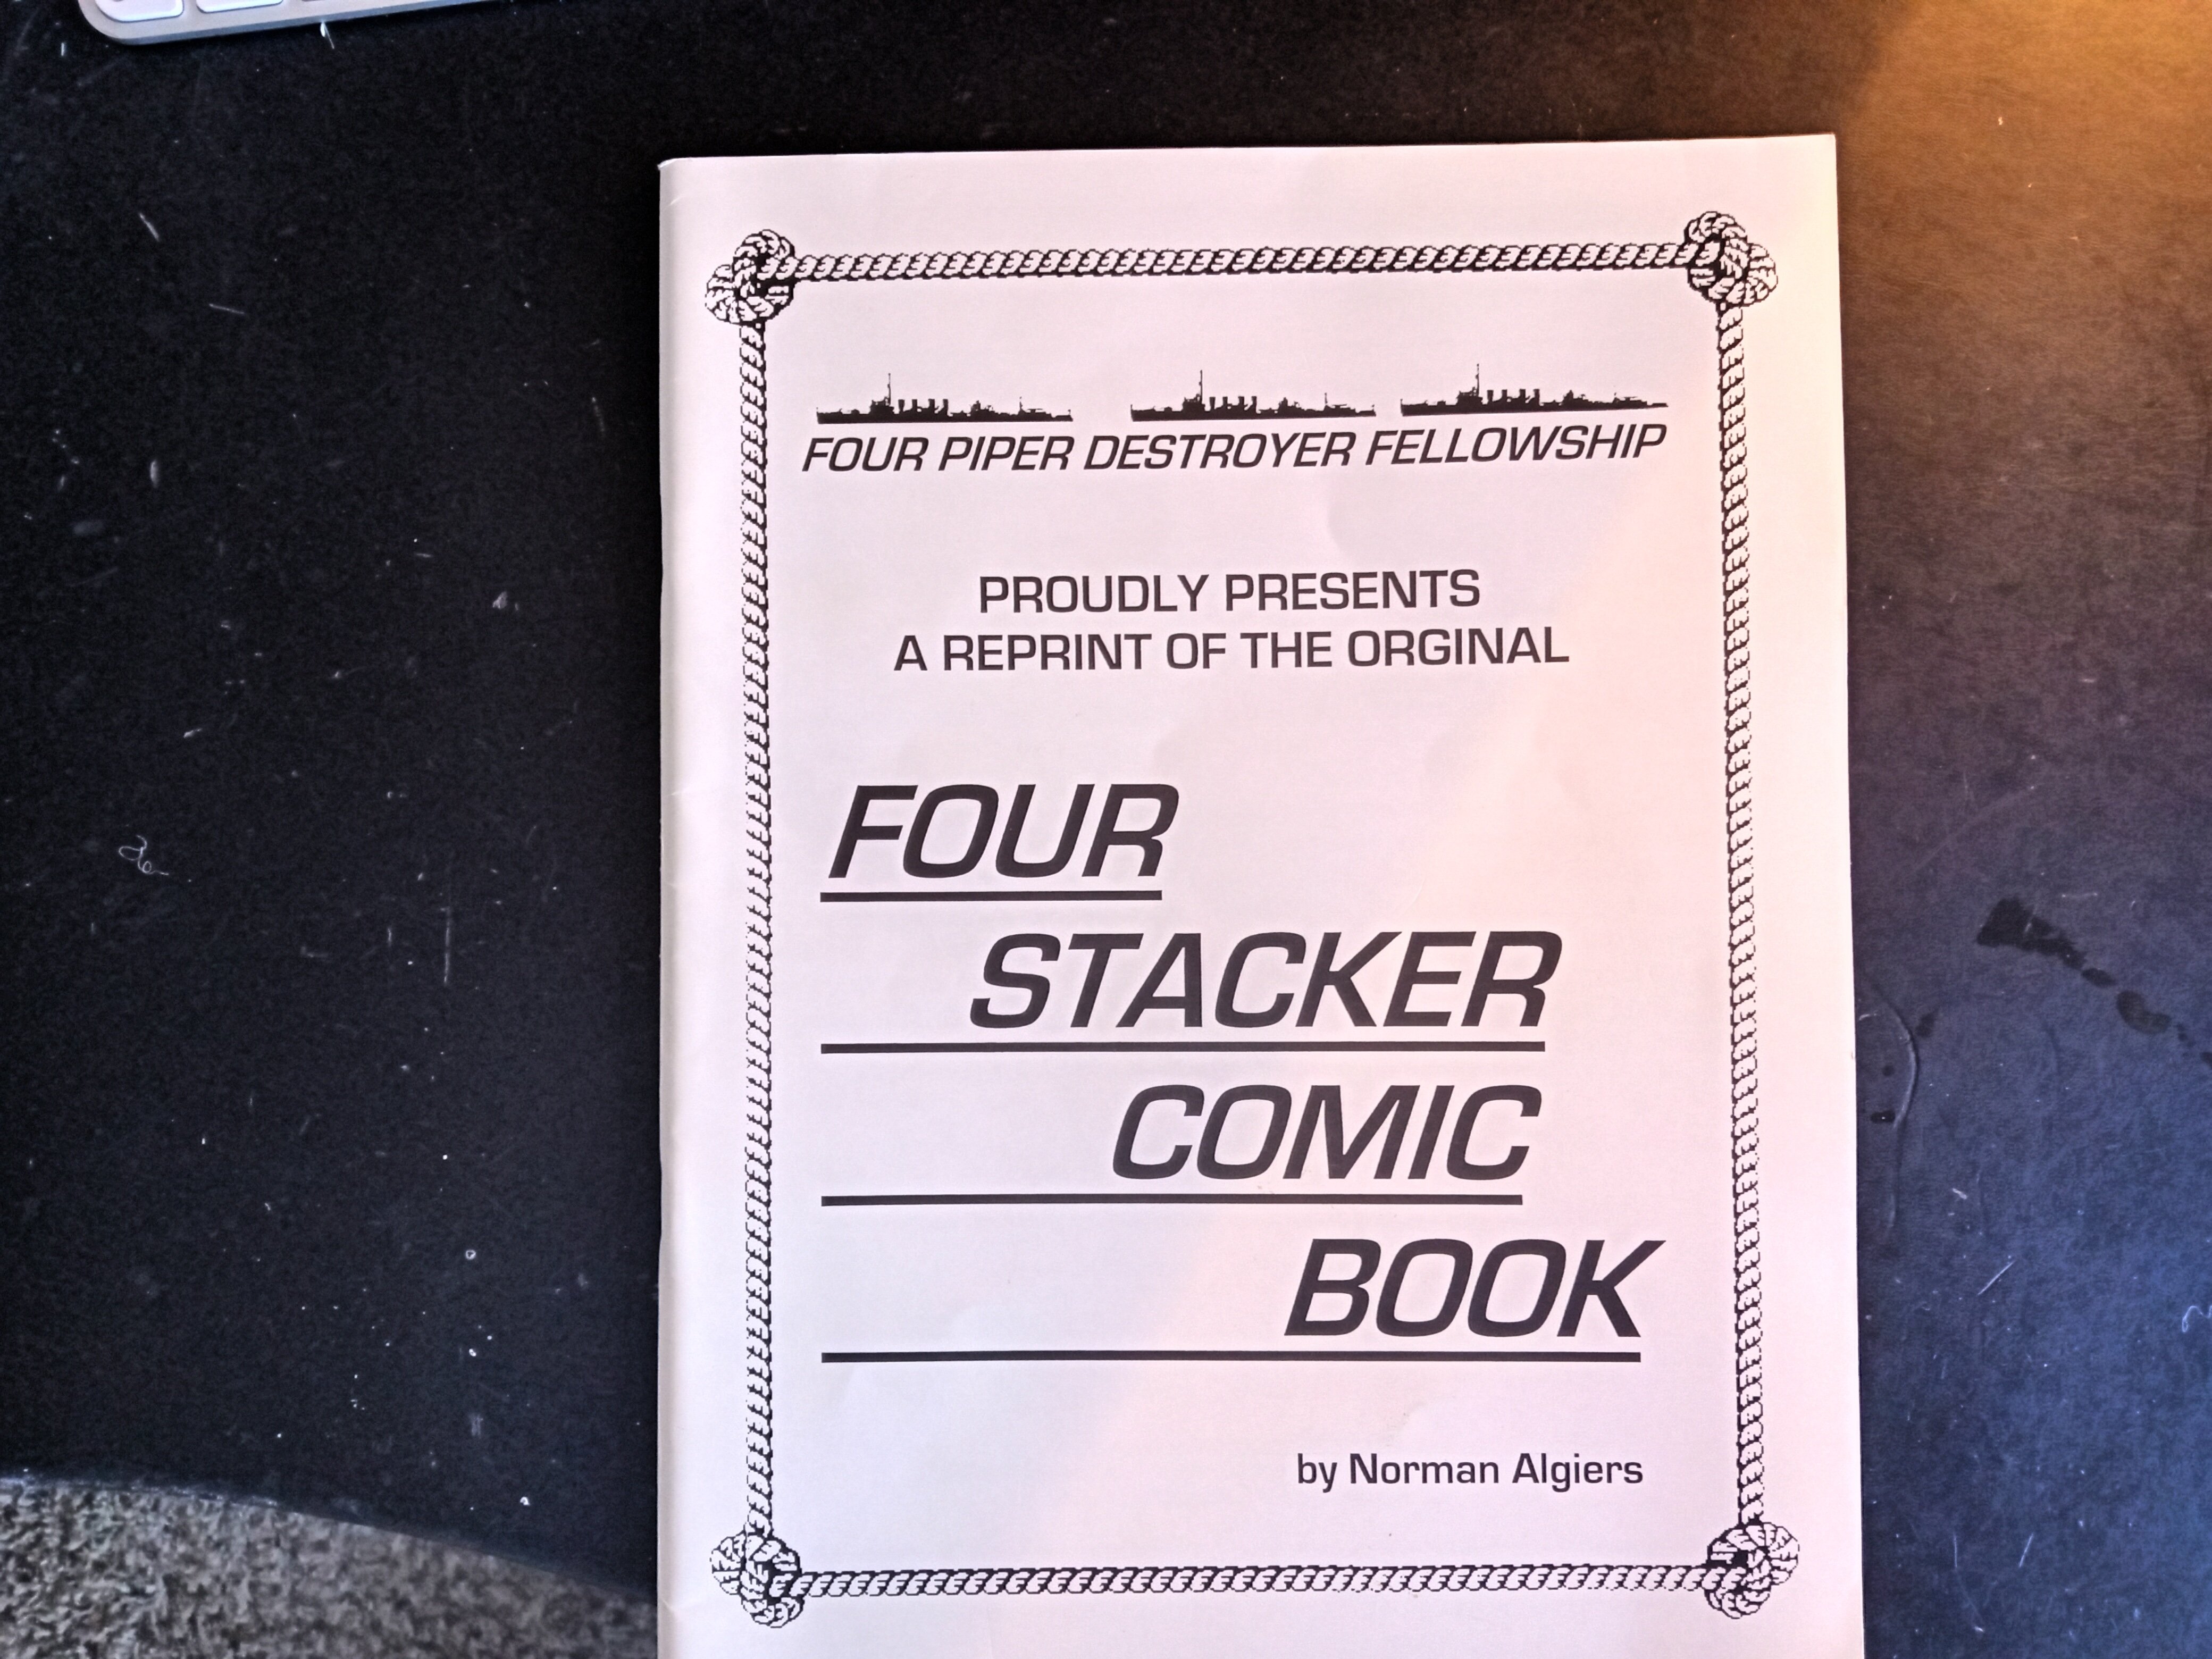 FOUR PIPER DESTROYER FELLOWSHIP
PROUDLY PRESENTS
A REPRINT OF THE ORGINAL
FOUR
STACKER
COMIC
BOOK
by Norman Algiers